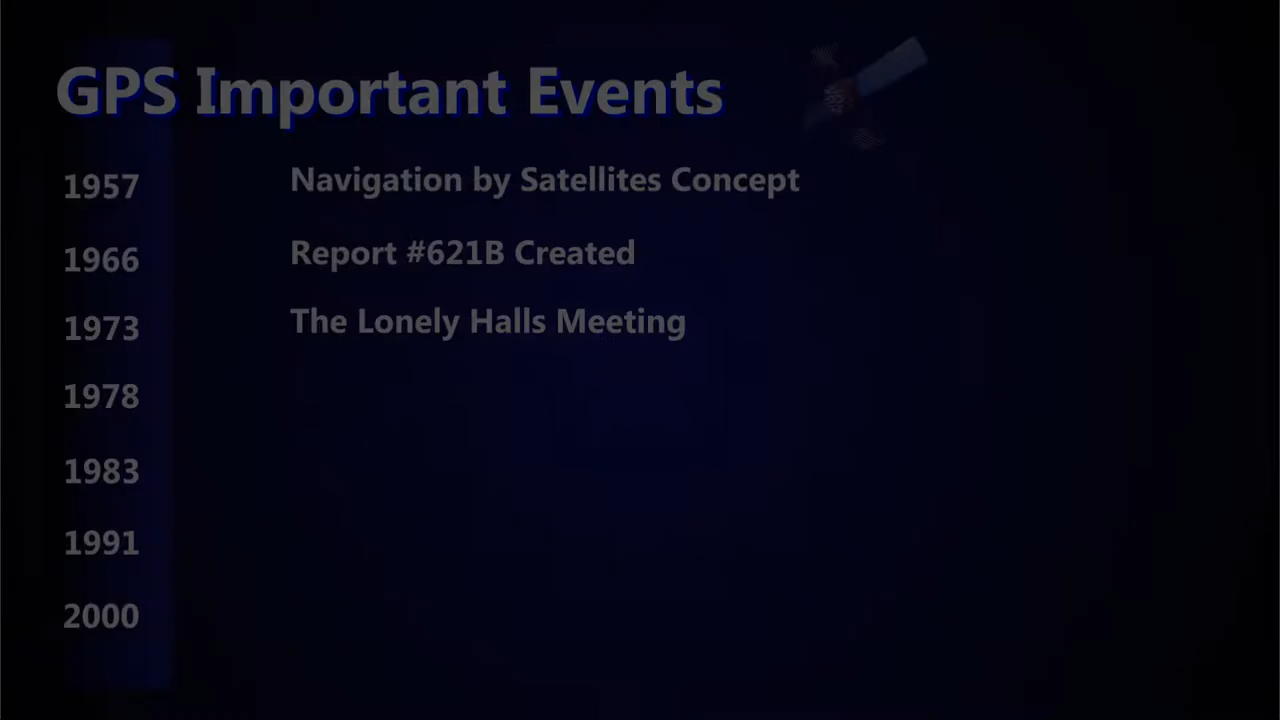 GPS Important Events
1957 Navigation by Satellites Concept
1966 Report #621B Created
1973 The Lonely Halls Meeting
1978
1983
1991
2000